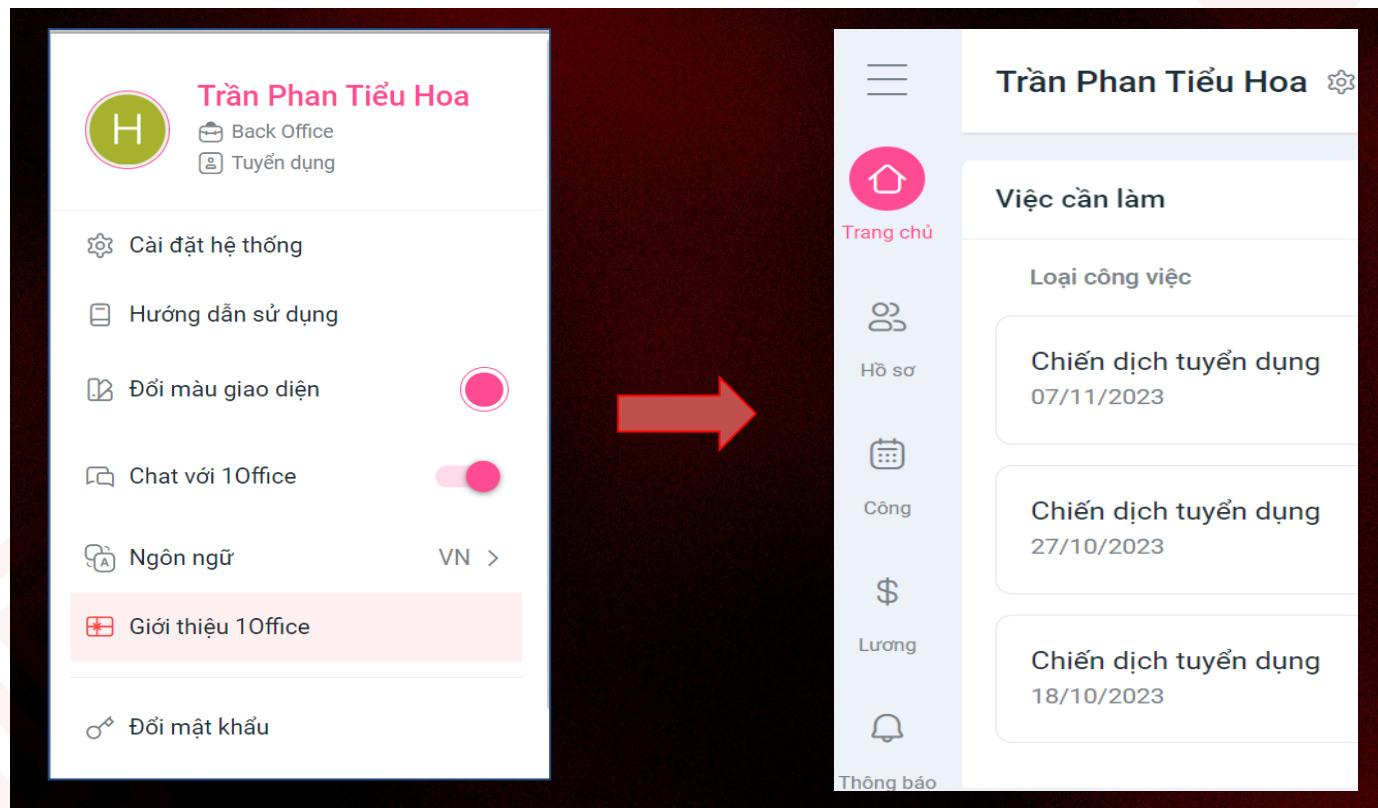 H
Trần Phan Tiểu Hoa
Back Office
Tuyển dụng
Cài đặt hệ thống
Hướng dẫn sử dụng
Đổi màu giao diện
Chat với 1Office
Ngôn ngữ VN >
Giới thiệu 1Office
Đổi mật khẩu
Trần Phan Tiểu Hoa
Trang chủ
Hồ sơ
Công
$
Lương
Thông báo
Việc cần làm
Loại công việc
Chiến dịch tuyển dụng
07/11/2023
Chiến dịch tuyển dụng
27/10/2023
Chiến dịch tuyển dụng
18/10/2023